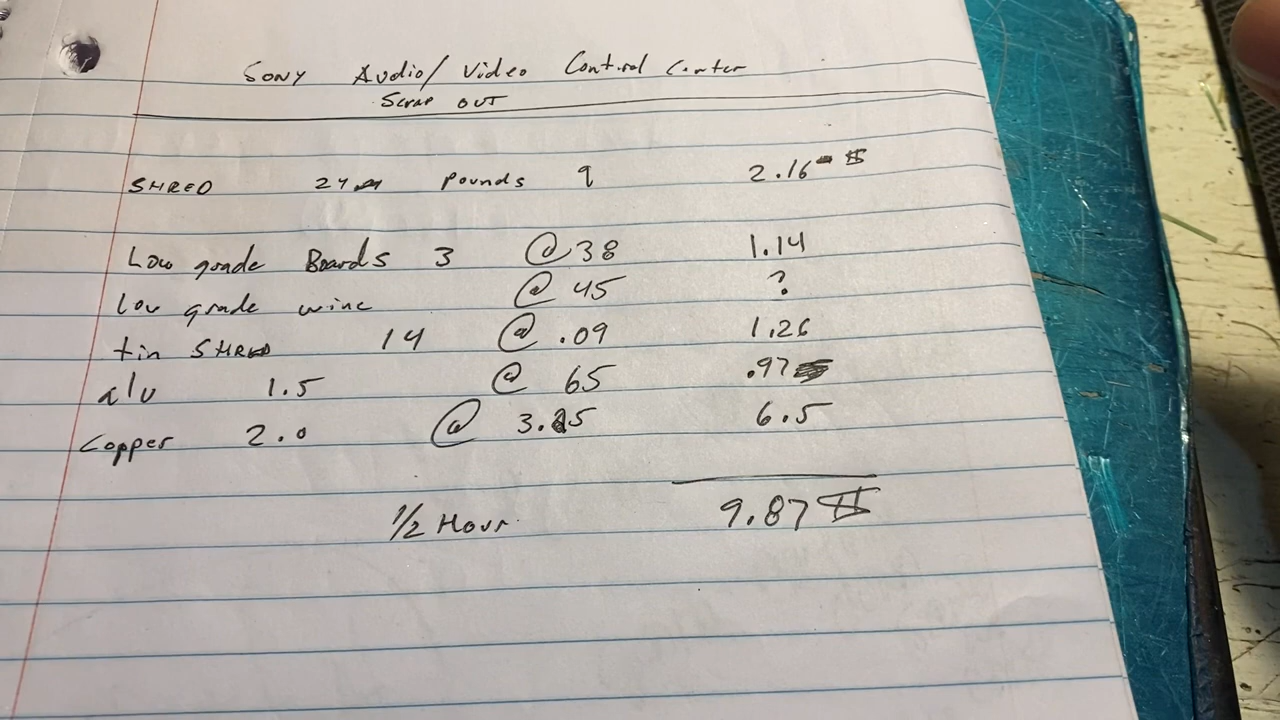 SONY Audio/Video Control Center
Scrap OUT
SHRED 24 pounds 9 2.16 $
Low grade Boards 3 @ 38 1.14
low grade wire @ 45 ?
tin SHRED 14 @ .09 1.26
alu 1.5 @ 65 .97
Copper 2.0 @ 3.25 6.5
1/2 Hour 9.87 $